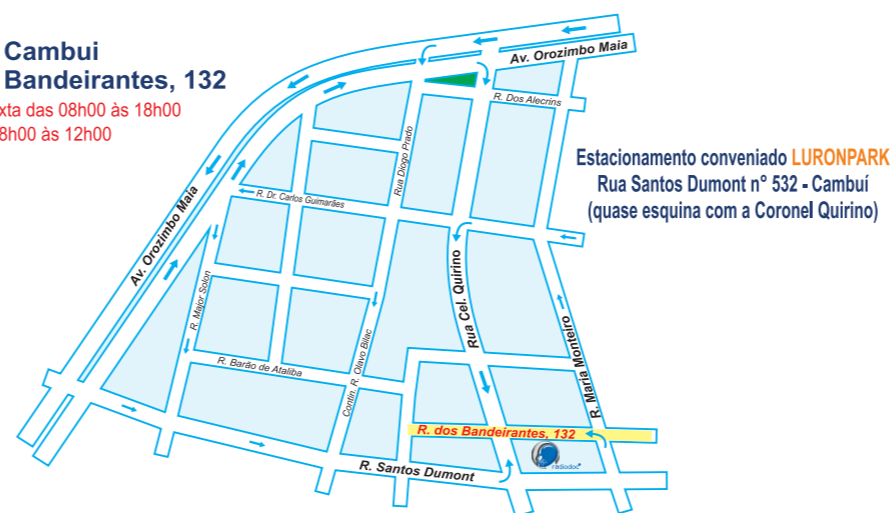 Cambui
Bandeirantes, 132
xta das 08h00 às 18h00
8h00 às 12h00
Av. Orozimbo Maia
R. Dos Alecrins
Rua Diogo Prado
Estacionamento conveniado LURONPARK
Rua Santos Dumont n° 532 - Cambuí
(quase esquina com a Coronel Quirino)
R. Dr. Carlos Guimarães
Av. Orozimbo Maia
Rua Cel. Quirino
R. Major Solon
R. Maria Monteiro
Contin. R. Olavo Bilac
R. Barão de Ataliba
R. dos Bandeirantes, 132
radiodoc
R. Santos Dumont